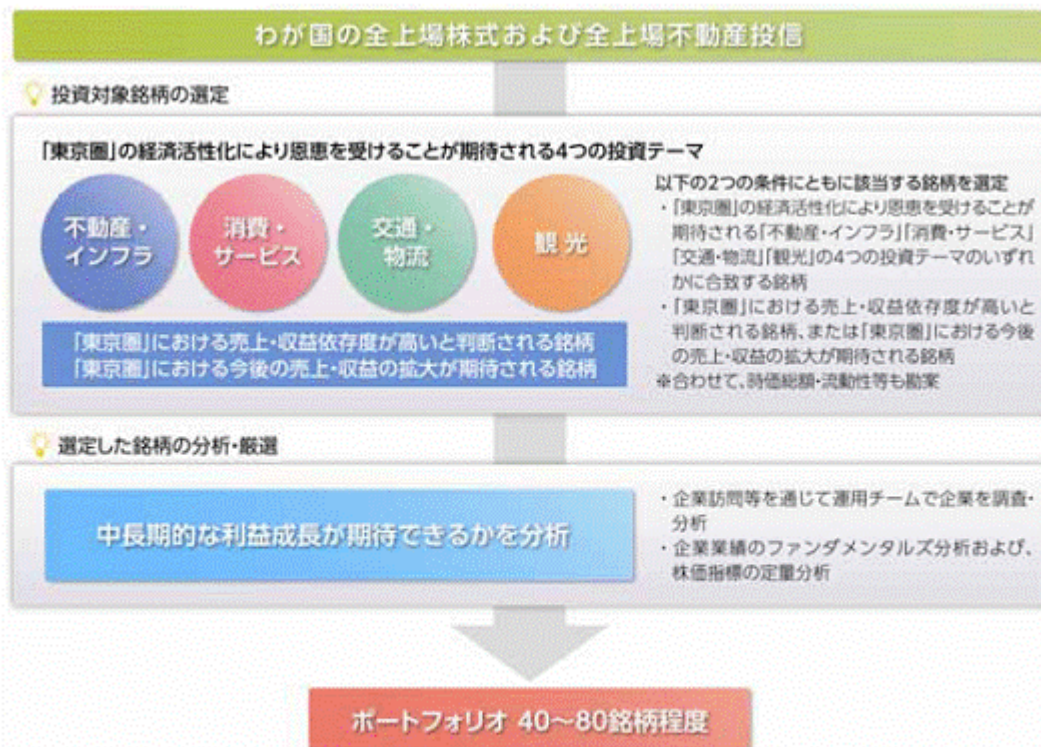 わが国の全上場株式および全上場不動産投信
投資対象銘柄の選定
「東京圏」の経済活性化により恩恵を受けることが期待される4つの投資テーマ
不動産・
インフラ
消費・
サービス
交通・
物流
観光
「東京圏」における売上・収益依存度が高いと判断される銘柄
「東京圏」における今後の売上・収益の拡大が期待される銘柄
以下の2つの条件にともに該当する銘柄を選定
・「東京圏」の経済活性化により恩恵を受けることが
期待される「不動産・インフラ」「消費・サービス」
「交通・物流」「観光」の4つの投資テーマのいずれ
かに合致する銘柄
・「東京圏」における売上・収益依存度が高いと
判断される銘柄、または「東京圏」における今後
の売上・収益の拡大が期待される銘柄
※合わせて、時価総額・流動性等も勘案
選定した銘柄の分析・厳選
中長期的な利益成長が期待できるかを分析
・企業訪問等を通じて運用チームで企業を調査・
分析
・企業業績のファンダメンタルズ分析および、
株価指標の定量分析
ポートフォリオ 40〜80銘柄程度